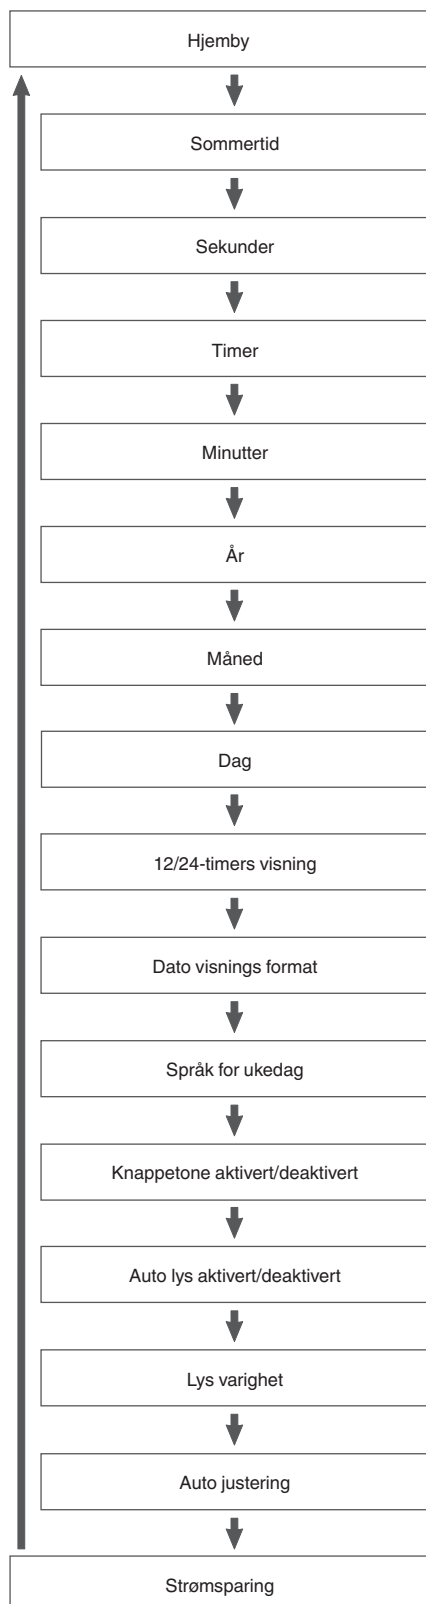 Hjemby
Sommertid
Sekunder
Timer
Minutter
År
Måned
Dag
12/24-timers visning
Dato visnings format
Språk for ukedag
Knappetone aktivert/deaktivert
Auto lys aktivert/deaktivert
Lys varighet
Auto justering
Strømsparing